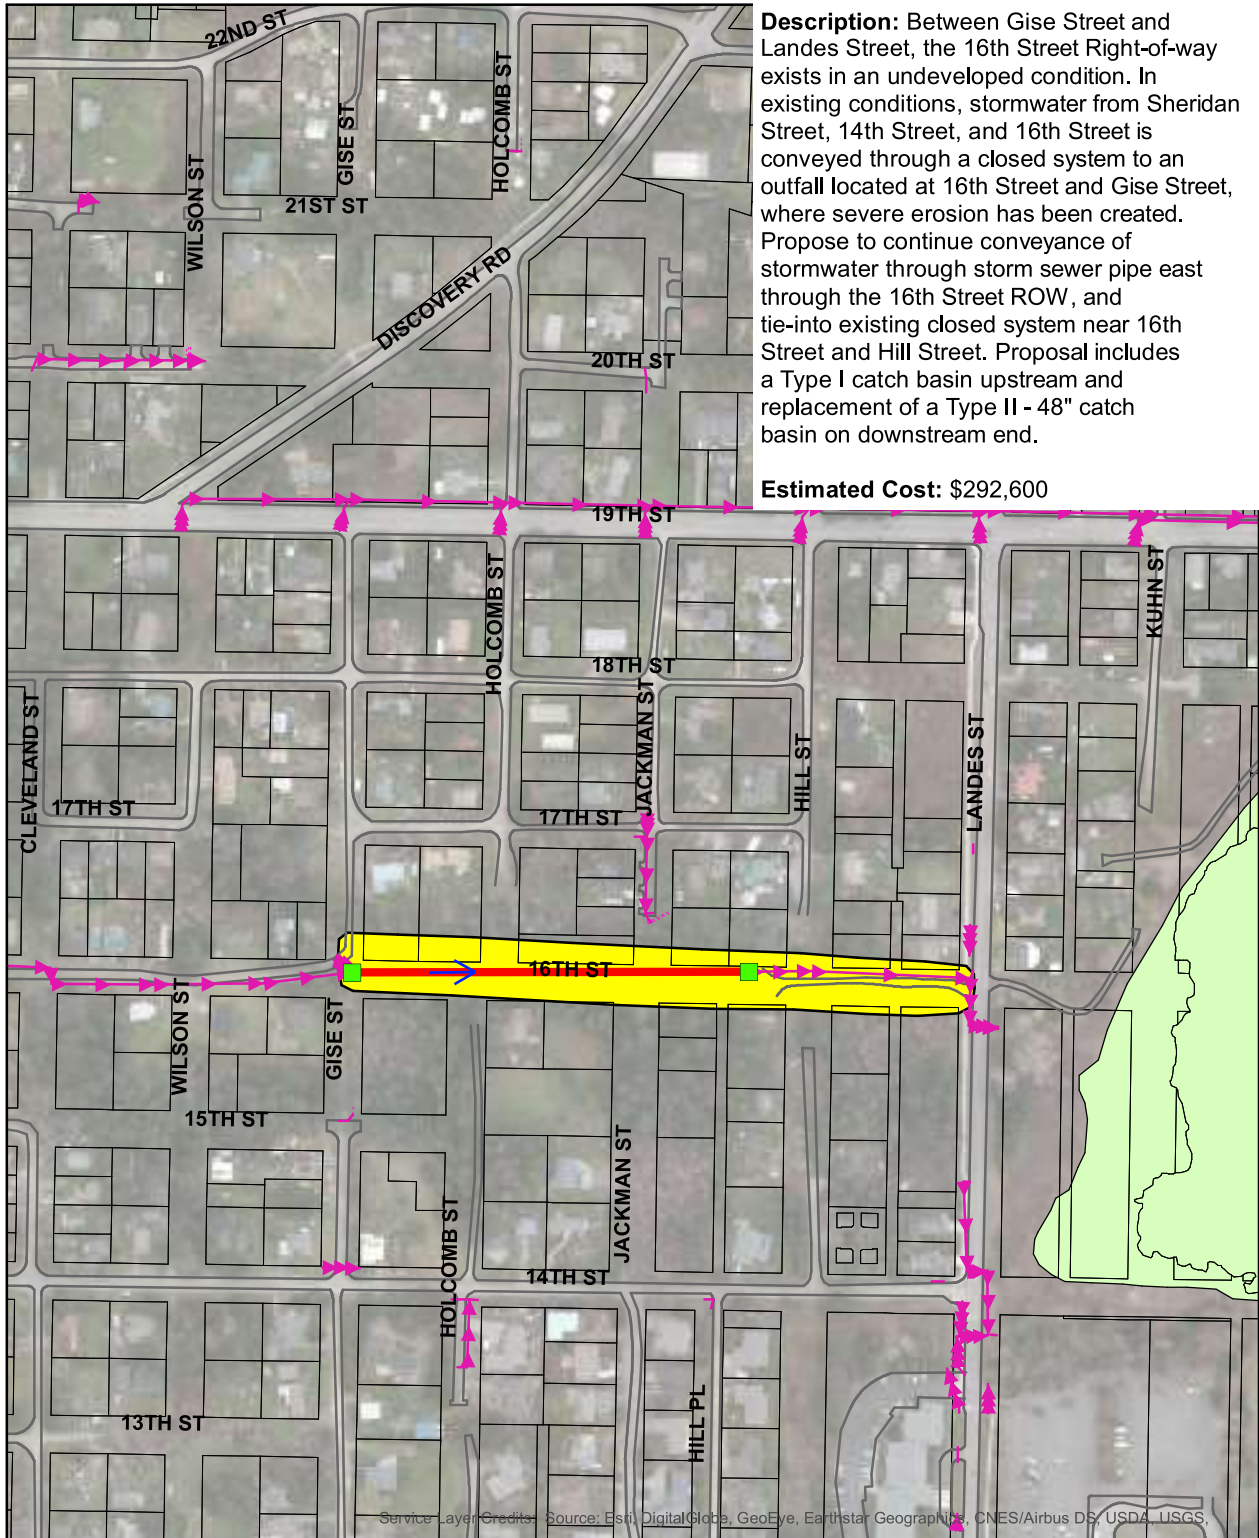 Description: Between Gise Street and
Landes Street, the 16th Street Right-of-way
exists in an undeveloped condition. In
existing conditions, stormwater from Sheridan
Street, 14th Street, and 16th Street is
conveyed through a closed system to an
outfall located at 16th Street and Gise Street,
where severe erosion has been created.
Propose to continue conveyance of
stormwater through storm sewer pipe east
through the 16th Street ROW, and
tie-into existing closed system near 16th
Street and Hill Street. Proposal includes
a Type I catch basin upstream and
replacement of a Type II - 48" catch
basin on downstream end.
Estimated Cost: $292,600
22ND ST
HOLCOMB ST
GISE ST
WILSON ST
21ST ST
DISCOVERY RD
20TH ST
19TH ST
HOLCOMB ST
KUHN ST
18TH ST
CLEVELAND ST
JACKMAN ST
HILL ST
LANDES ST
17TH ST
17TH ST
16TH ST
WILSON ST
GISE ST
15TH ST
JACKMAN ST
HOLCOMB ST
14TH ST
HILL PL
13TH ST
Service Layer Credits: Source: Esri, DigitalGlobe, GeoEye, Earthstar Geographics, CNES/Airbus DS, USDA, USGS,